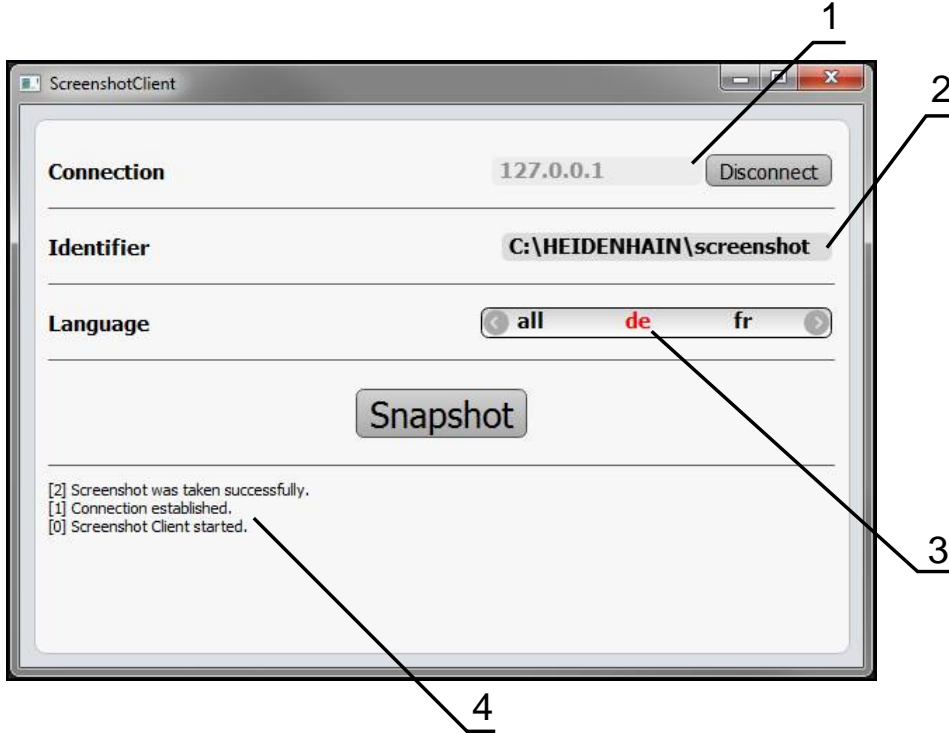 1
ScreenshotClient
2
Connection 127.0.0.1 Disconnect
Identifier C:\HEIDENHAIN\screenshot
Language all de fr
Snapshot
[2] Screenshot was taken successfully.
[1] Connection established.
[0] Screenshot Client started.
3
4